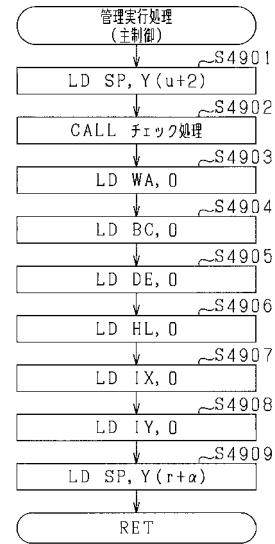 管理実行処理
(主制御)
S4901
LD SP, Y(u+2)
S4902
CALL チェック処理
S4903
LD WA, 0
S4904
LD BC, 0
S4905
LD DE, 0
S4906
LD HL, 0
S4907
LD IX, 0
S4908
LD IY, 0
S4909
LD SP, Y(r+α)
RET